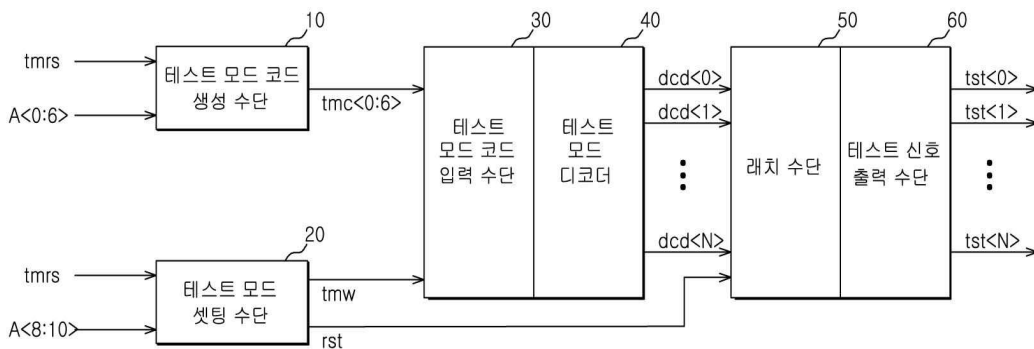 10
30
40
50
60
tmrs
A<0:6>
테스트 모드 코드
생성 수단
tmc<0:6>
테스트
모드 코드
입력 수단
테스트
모드
디코더
dcd<0>
dcd<1>
dcd<N>
래치 수단
테스트 신호
출력 수단
tst<0>
tst<1>
tst<N>
20
tmrs
A<8:10>
테스트 모드
셋팅 수단
tmw
rst